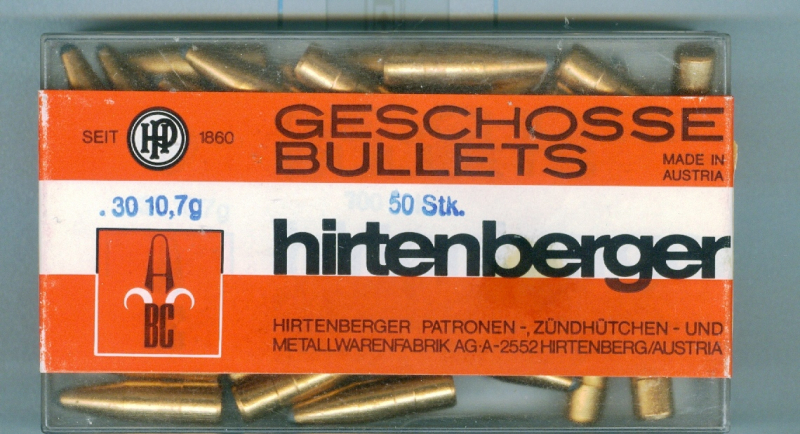 SEIT HP 1860
GESCHOSSE
BULLETS
MADE IN
AUSTRIA
.30 10,7g
50 Stk.
hirtenberger
ABC
HIRTENBERGER PATRONEN-, ZÜNDHÜTCHEN- UND
METALLWARENFABRIK AG·A-2552 HIRTENBERG/AUSTRIA